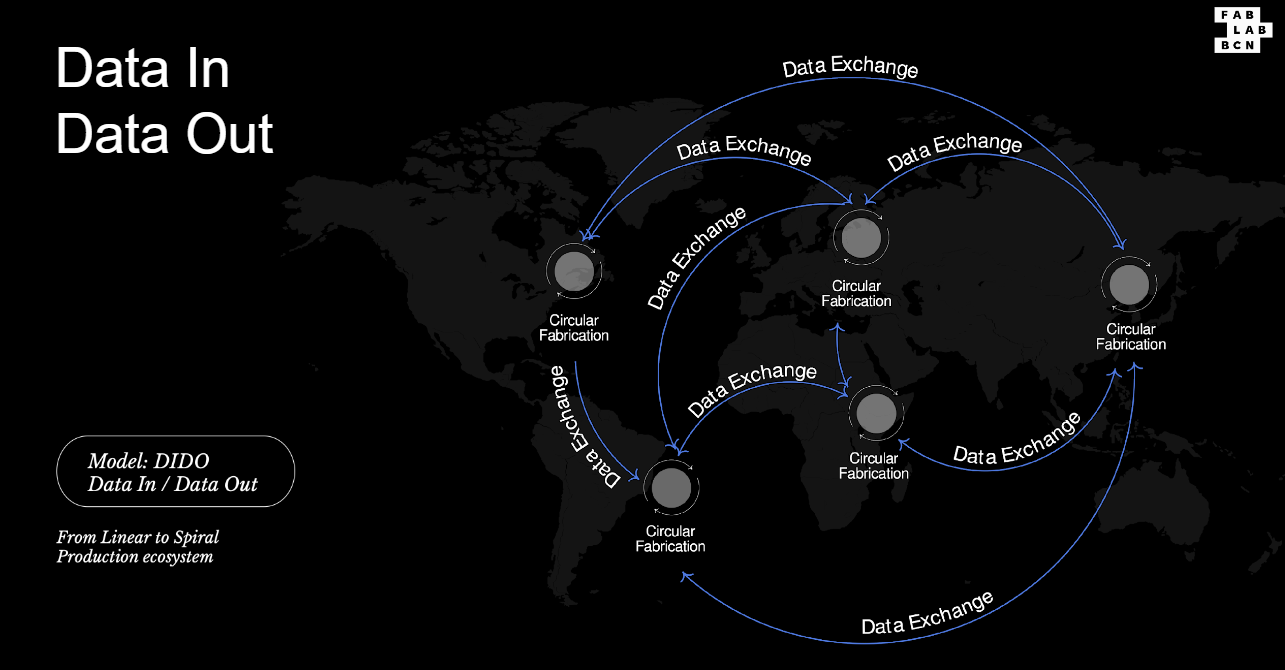 Data In
Data Out
FAB
LAB
BCN
Data Exchange
Data Exchange
Data Exchange
Data Exchange
Circular
Fabrication
Circular
Fabrication
Circular
Fabrication
Data Exchange
Data Exchange
Data Exchange
Circular
Fabrication
Circular
Fabrication
Data Exchange
Model: DIDO
Data In / Data Out
From Linear to Spiral
Production ecosystem